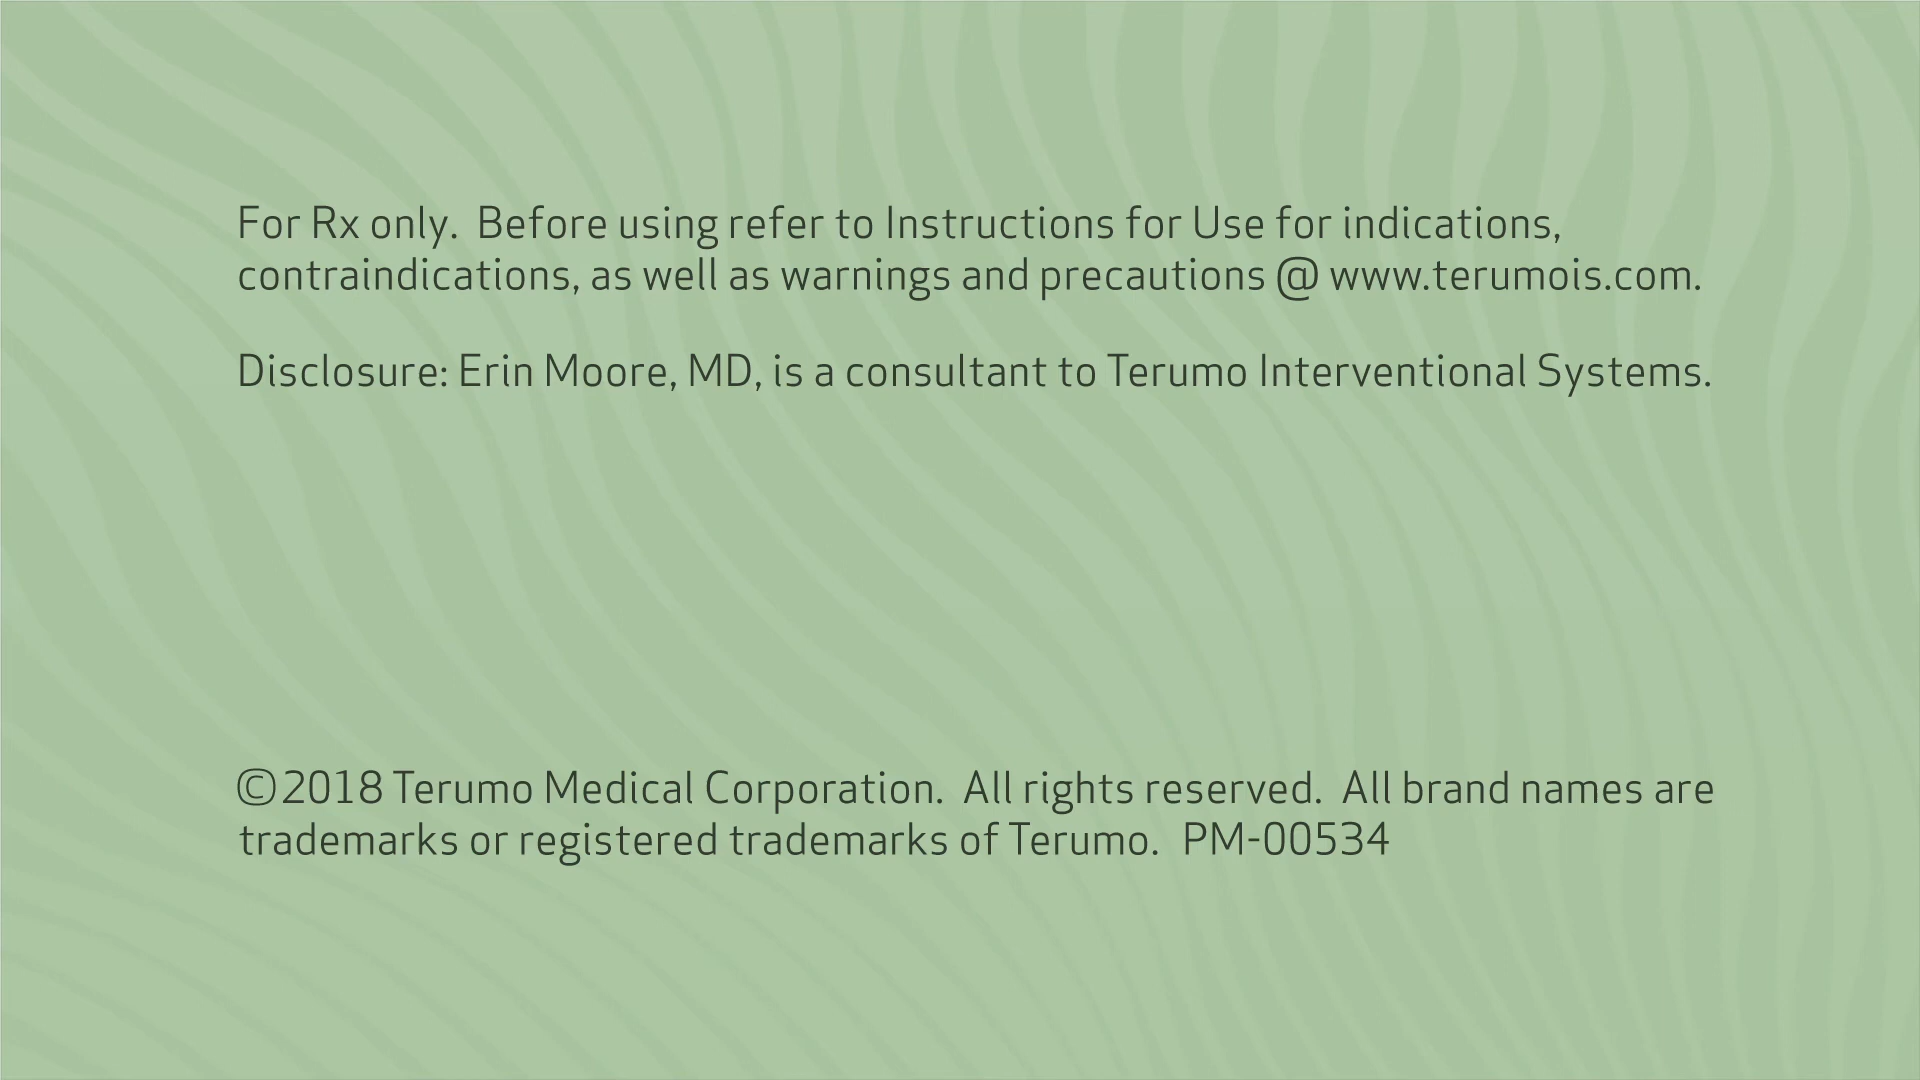 For Rx only.  Before using refer to Instructions for Use for indications,
contraindications, as well as warnings and precautions @ www.terumois.com.
Disclosure: Erin Moore, MD, is a consultant to Terumo Interventional Systems.
©2018 Terumo Medical Corporation.  All rights reserved.  All brand names are
trademarks or registered trademarks of Terumo.  PM-00534